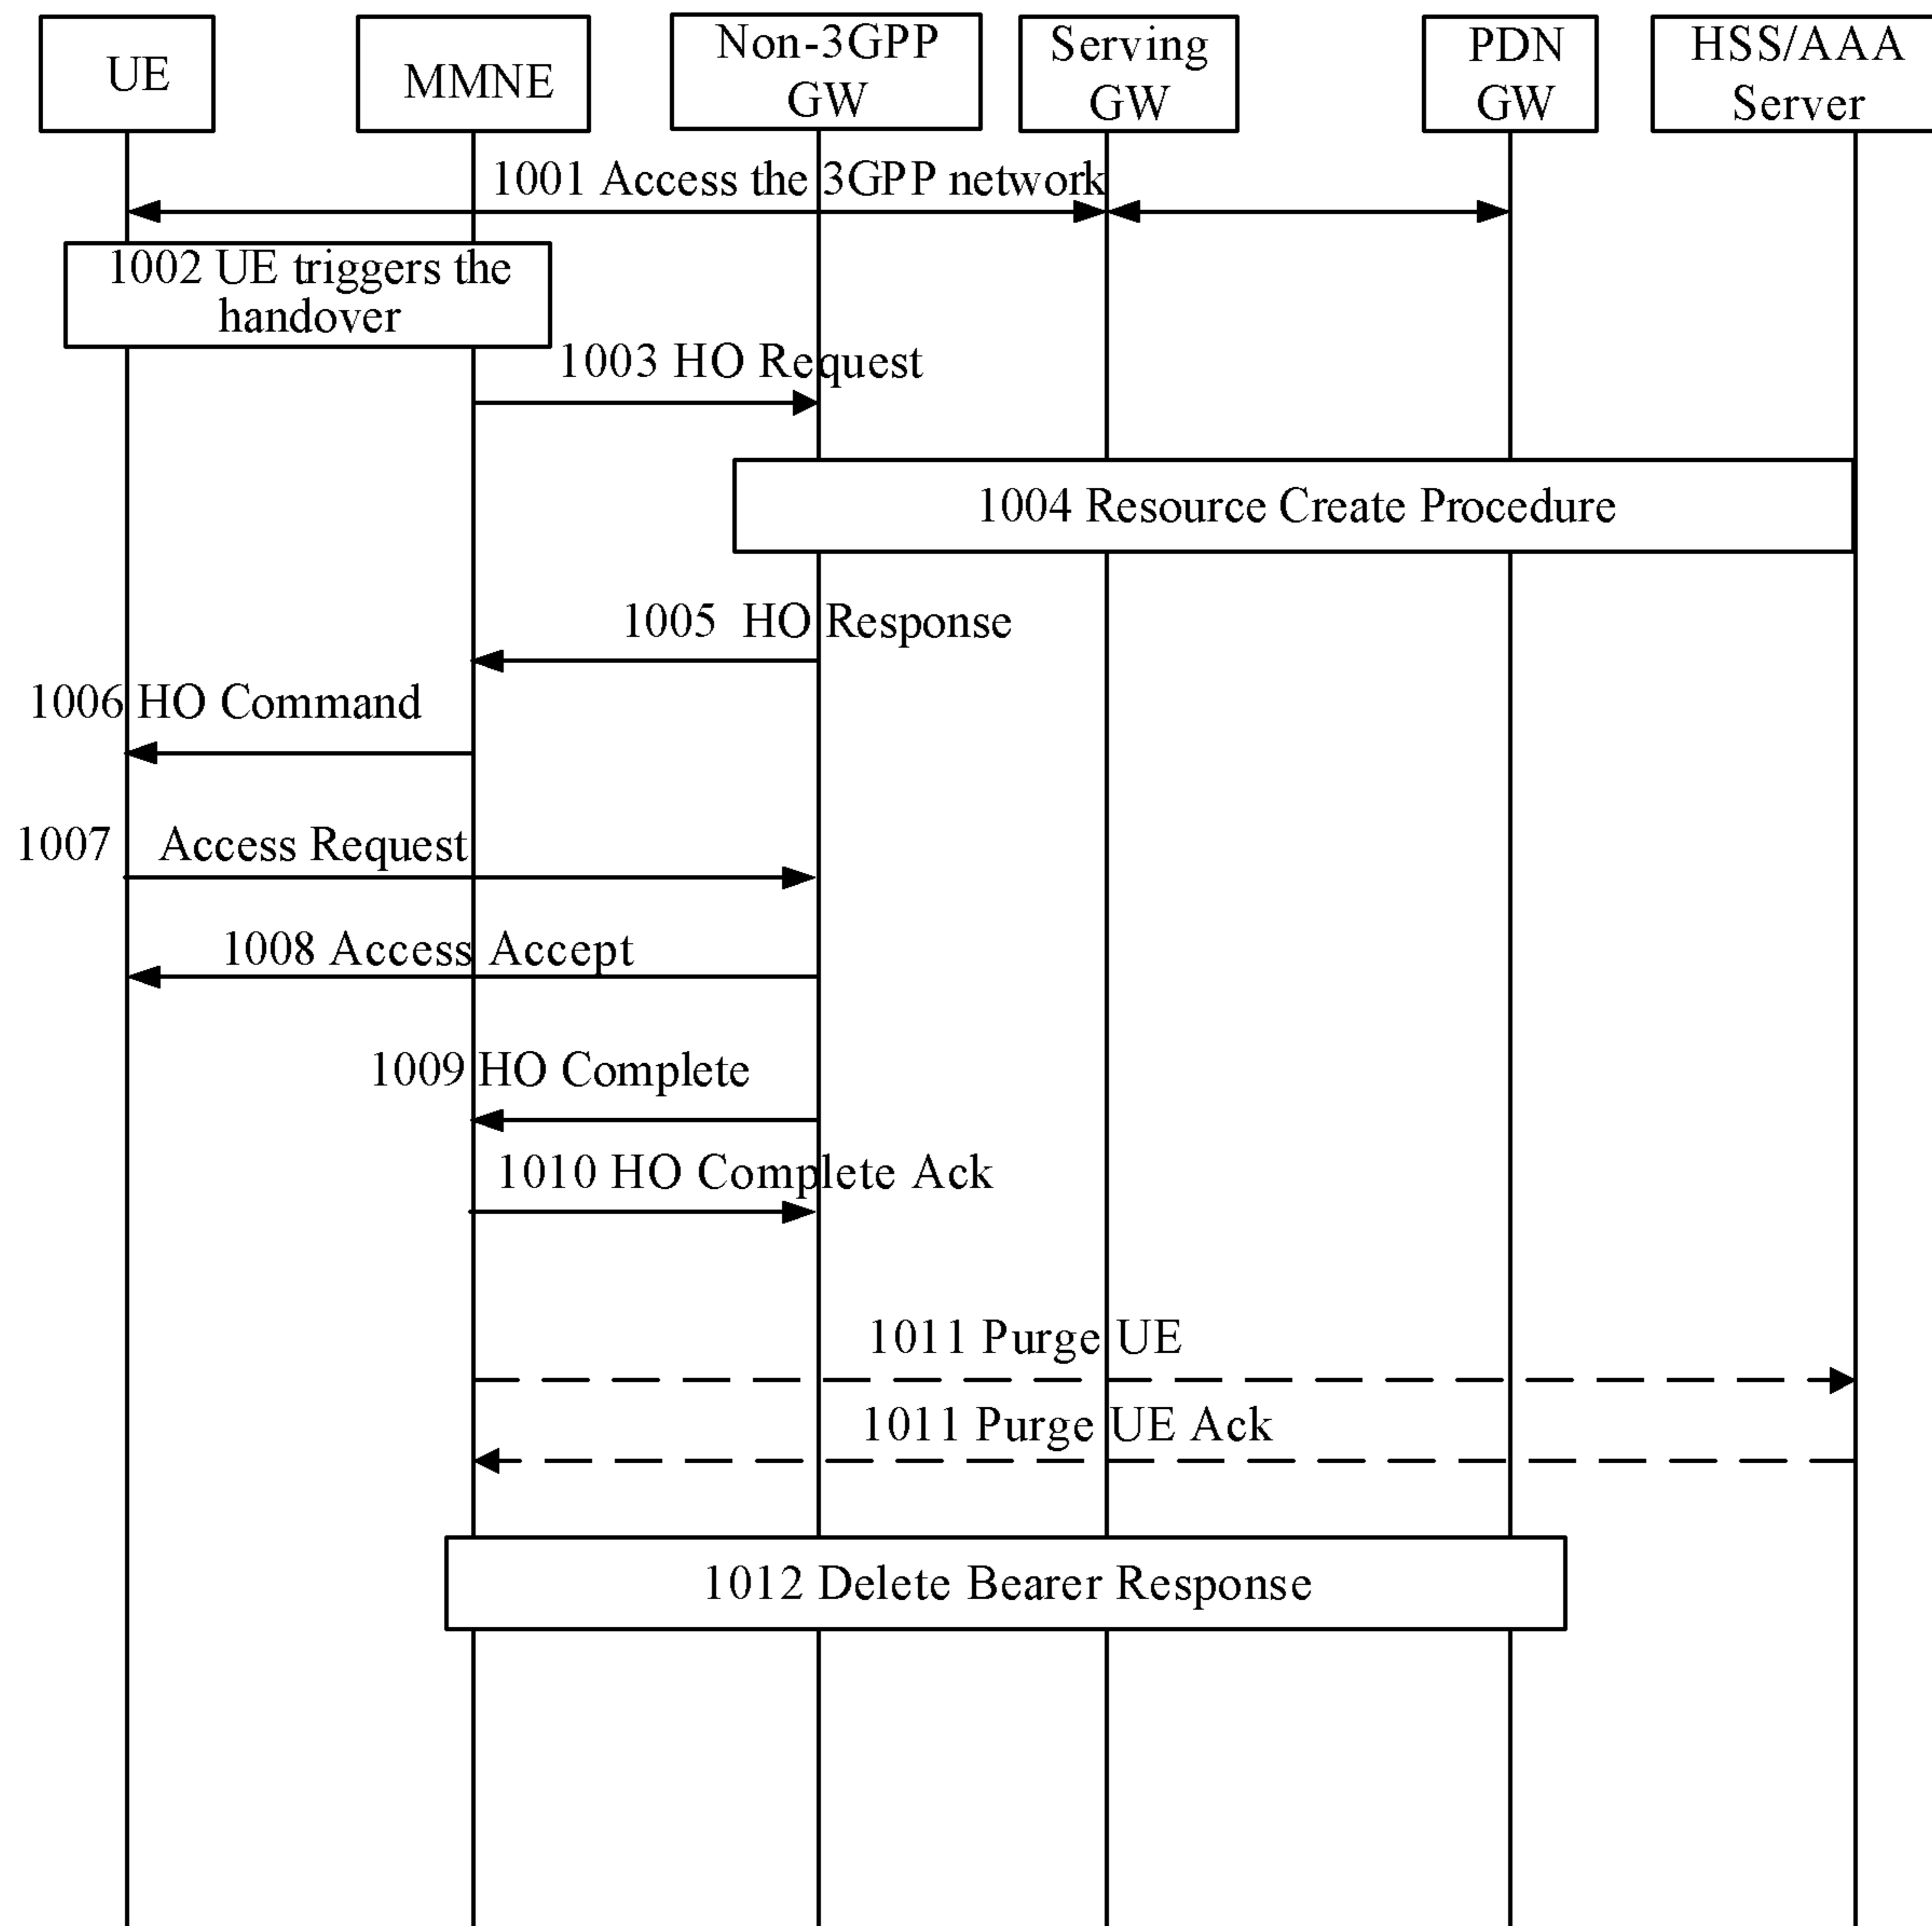 UE
MMNE
Non-3GPP
GW
Serving
GW
PDN
GW
HSS/AAA
Server
1001 Access the 3GPP network
1002 UE triggers the
handover
1003 HO Request
1004 Resource Create Procedure
1005 HO Response
1006 HO Command
1007 Access Request
1008 Access Accept
1009 HO Complete
1010 HO Complete Ack
1011 Purge UE
1011 Purge UE Ack
1012 Delete Bearer Response